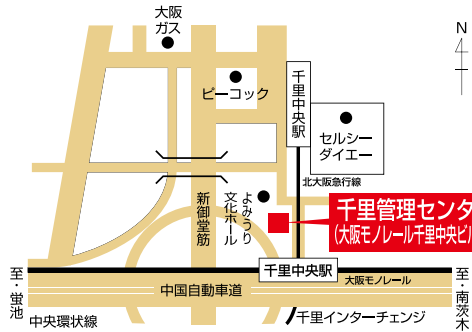 大阪
ガス
N
ピーコック
千里中央駅
セルシー
ダイエー
北大阪急行線
よみうり
文化ホール
新御堂筋
千里管理センタ
(大阪モノレール千里中央ビル
千里中央駅
大阪モノレール
至・蛍池
至・南茨木
中国自動車道
中央環状線
千里インターチェンジ